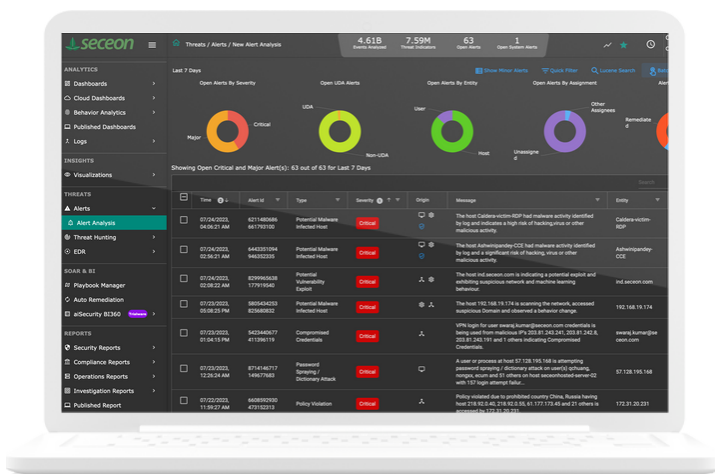 seceon
Threats / Alerts / New Alert Analysis
4.61B
Events Analyzed
7.59M
Threat Indicators
63
Open Alerts
1
Open System Alerts
ANALYTICS
Dashboards
Cloud Dashboards
Behavior Analytics
Published Dashboards
Logs
INSIGHTS
Visualizations
THREATS
Alerts
Alert Analysis
Threat Hunting
EDR
SOAR & BI
Playbook Manager
Auto Remediation
aiSecurity BI360
REPORTS
Security Reports
Compliance Reports
Operations Reports
Investigation Reports
Published Report
Last 7 Days
Show Minor Alerts
Quick Filter
Lucene Search
Open Alerts By Severity
Open UDA Alerts
Open Alerts By Entity
Open Alerts By Assignment
Major
Critical
UDA
Non-UDA
User
Host
Other
Assignees
Unassigne
d
Remediate
d
Showing Open Critical and Major Alert(s): 63 out of 63 for Last 7 Days
Search
Time
Alert Id
Type
Severity
Origin
Message
Entity
07/24/2023,
04:06:21 AM
6211480686
661793100
Potential Malware
Infected Host
Critical
The host Caldera-victim-
RDP had malware activity identified
by log and indicates a high risk of hacking,virus or other
malicious activity.
Caldera-victim-
RDP
07/24/2023,
02:56:21 AM
6443351094
946352335
Potential Malware
Infected Host
Critical
The host Ashwinipandey-CCE had malware activity identified
by log and a significant risk of hacking, virus or other
malicious activity.
Ashwinipandey-
CCE
07/24/2023,
02:08:22 AM
8299965638
177919540
Potential
Vulnerability
Exploit
Critical
The host ind.seceon.com is indicating a potential exploit and
exhibiting suspicious network and machine learning
behaviour.
ind.seceon.com
07/23/2023,
05:08:25 PM
5805434253
825680832
Potential Malware
Infected Host
Critical
The host 192.168.19.174 is scanning the network, accessed
suspicious Domain and observed a behavior change.
192.168.19.174
07/23/2023,
01:04:15 PM
5423440677
411396119
Compromised
Credentials
Critical
VPN login for user swaraj.kumar@seceon.com credentials is
being used from malicious IPs 203.81.243.241, 203.81.242.8,
203.81.243.191 and 1 others indicating Compromised
Credentials.
swaraj.kumar@se
ceon.com
07/23/2023,
12:26:24 AM
8714146717
149677683
Password
Spraying /
Dictionary Attack
Critical
A user or process at host 57.128.195.168 is attempting
password spraying / dictionary attack on user(s) qchuang,
nongsx, ecum and 51 others on host seceonhosted-server-02
with 157 login attempt failur...
57.128.195.168
07/22/2023,
11:59:27 AM
6608592930
473152313
Policy Violation
Critical
Policy violated due to prohibited country China, Russia having
host 218.92.0.40, 218.92.0.55, 61.177.173.45 and 21 others is
accessed by 172.31.20.231
172.31.20.231